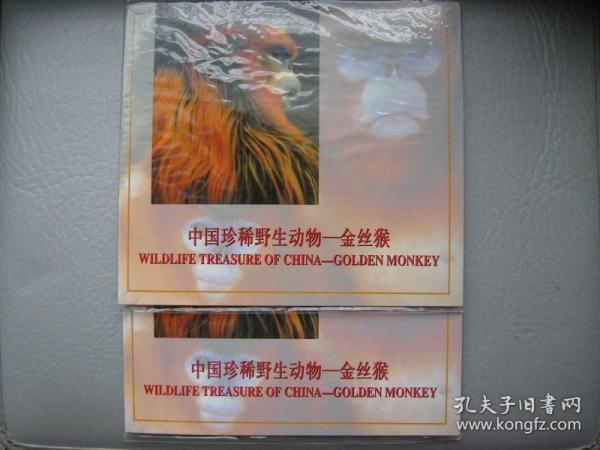 中国珍稀野生动物—金丝猴
WILDLIFE TREASURE OF CHINA—GOLDEN MONKEY
中国珍稀野生动物—金丝猴
WILDLIFE TREASURE OF CHINA—GOLDEN MONKEY
孔夫子旧書网
www.kongfz.com